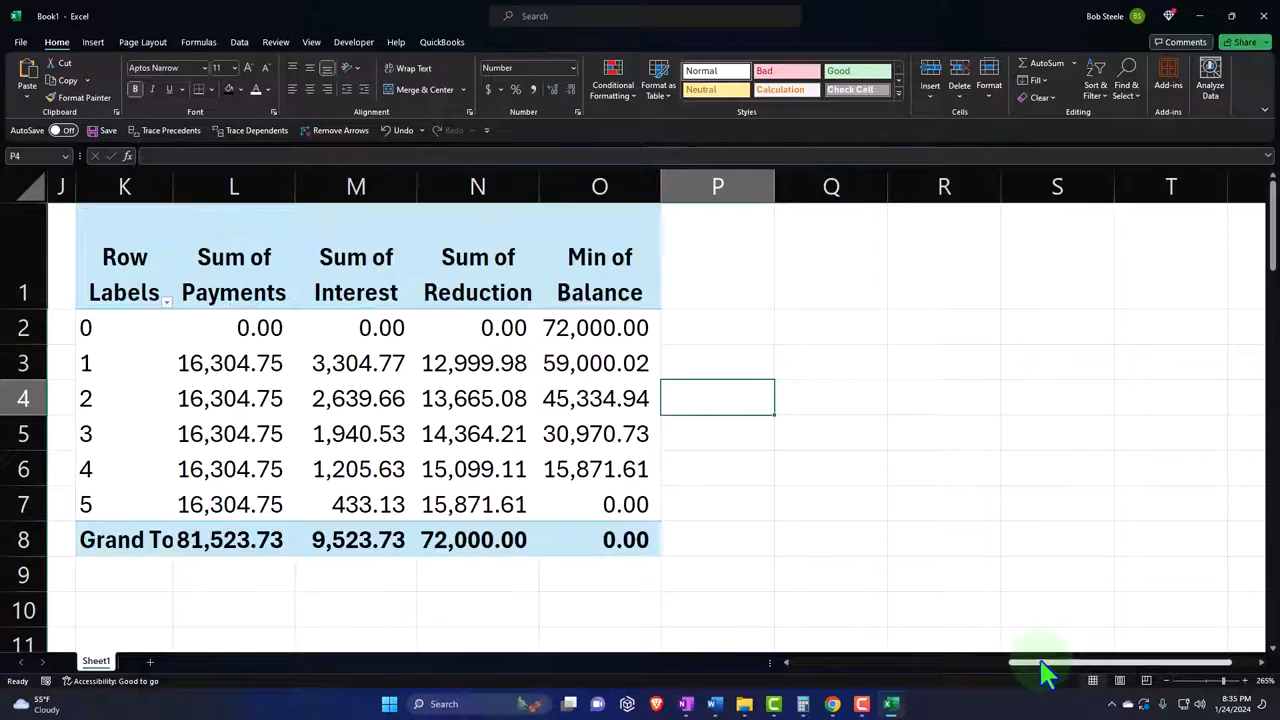 Book1 - Excel
Search
Bob Steele BS
File Home Insert Page Layout Formulas Data Review View Developer Help QuickBooks Comments Share
Paste Cut Copy Format Painter
Aptos Narrow 11
B I U
Wrap Text
Merge & Center
Number
$ % ,
Conditional Formatting Format as Table
Normal Bad Good
Neutral Calculation Check Cell
Insert Delete Format
AutoSum
Fill
Clear
Sort & Filter Find & Select
Add-ins
Analyze Data
Clipboard Font Alignment Number Styles Cells Editing Add-ins
AutoSave Off Save Trace Precedents Trace Dependents Remove Arrows Undo Redo
P4 fx
J K L M N O P Q R S T
1 Row Labels Sum of Payments Sum of Interest Sum of Reduction Min of Balance
2 0 0.00 0.00 0.00 72,000.00
3 1 16,304.75 3,304.77 12,999.98 59,000.02
4 2 16,304.75 2,639.66 13,665.08 45,334.94
5 3 16,304.75 1,940.53 14,364.21 30,970.73
6 4 16,304.75 1,205.63 15,099.11 15,871.61
7 5 16,304.75 433.13 15,871.61 0.00
8 Grand To 81,523.73 9,523.73 72,000.00 0.00
9
10
11
Sheet1
Ready Accessibility: Good to go 265%
55°F
Cloudy
Search
8:35 PM
1/24/2024